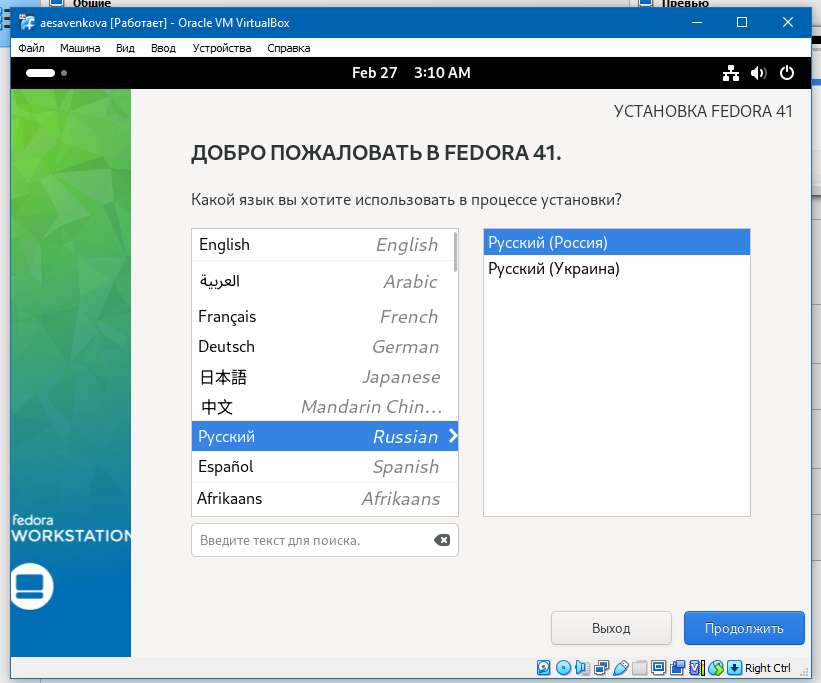 Общие
Превью
aesavenkova [Работает] - Oracle VM VirtualBox
Файл Машина Вид Ввод Устройства Справка
Feb 27 3:10 AM
УСТАНОВКА FEDORA 41
ДОБРО ПОЖАЛОВАТЬ В FEDORA 41.
Какой язык вы хотите использовать в процессе установки?
English English
العربية Arabic
Français French
Deutsch German
日本語 Japanese
中文 Mandarin Chin…
Русский Russian
Español Spanish
Afrikaans Afrikaans
Русский (Россия)
Русский (Украина)
Введите текст для поиска.
fedora
WORKSTATION
Выход Продолжить
Right Ctrl